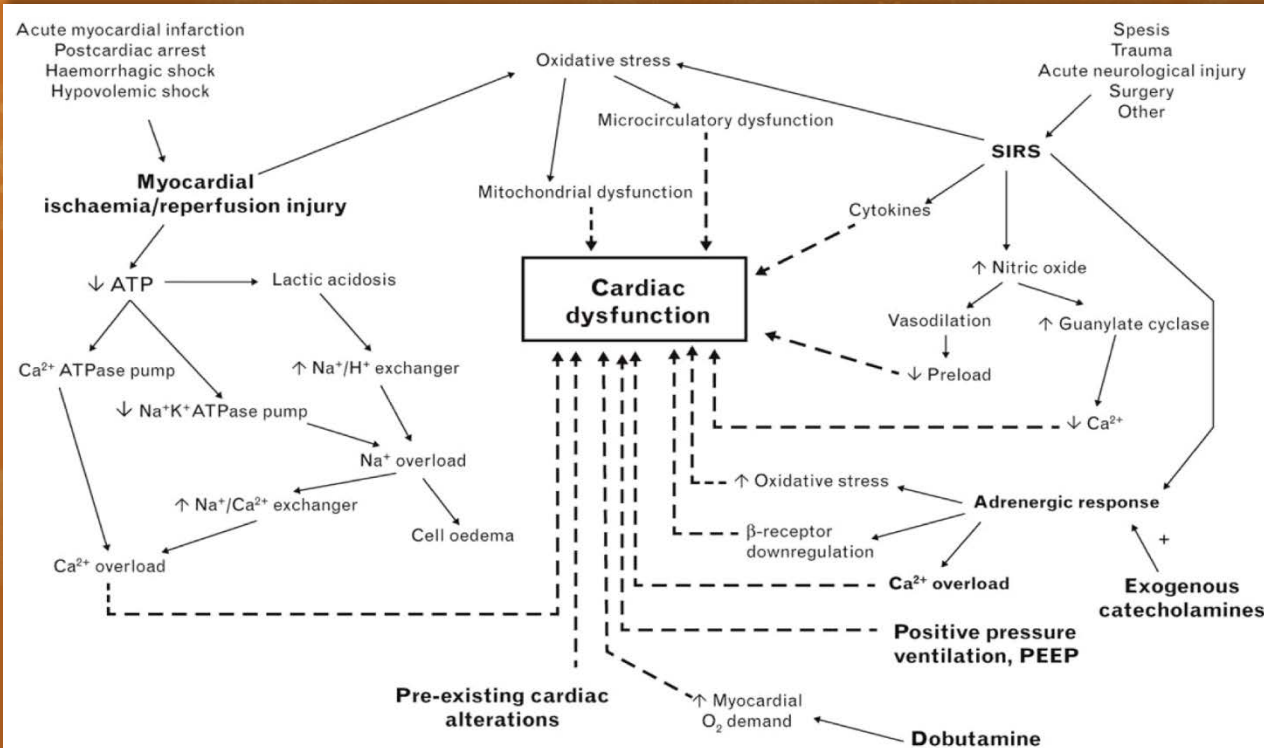 Acute myocardial infarction
Postcardiac arrest
Haemorrhagic shock
Hypovolemic shock
Oxidative stress
Spesis
Trauma
Acute neurological injury
Surgery
Other
Microcirculatory dysfunction
SIRS
Myocardial
ischaemia/reperfusion injury
Mitochondrial dysfunction
Cytokines
↓ ATP
Lactic acidosis
Cardiac
dysfunction
↑ Nitric oxide
Vasodilation
↑ Guanylate cyclase
Ca²⁺ ATPase pump
↑ Na⁺/H⁺ exchanger
↓ Preload
↓ Na⁺K⁺ATPase pump
↓ Ca²⁺
Na⁺ overload
↑ Oxidative stress
Adrenergic response
↑ Na⁺/Ca²⁺ exchanger
Cell oedema
β-receptor
downregulation
+
Ca²⁺ overload
Ca²⁺ overload
Exogenous
catecholamines
Positive pressure
ventilation, PEEP
Pre-existing cardiac
alterations
↑ Myocardial
O₂ demand
Dobutamine